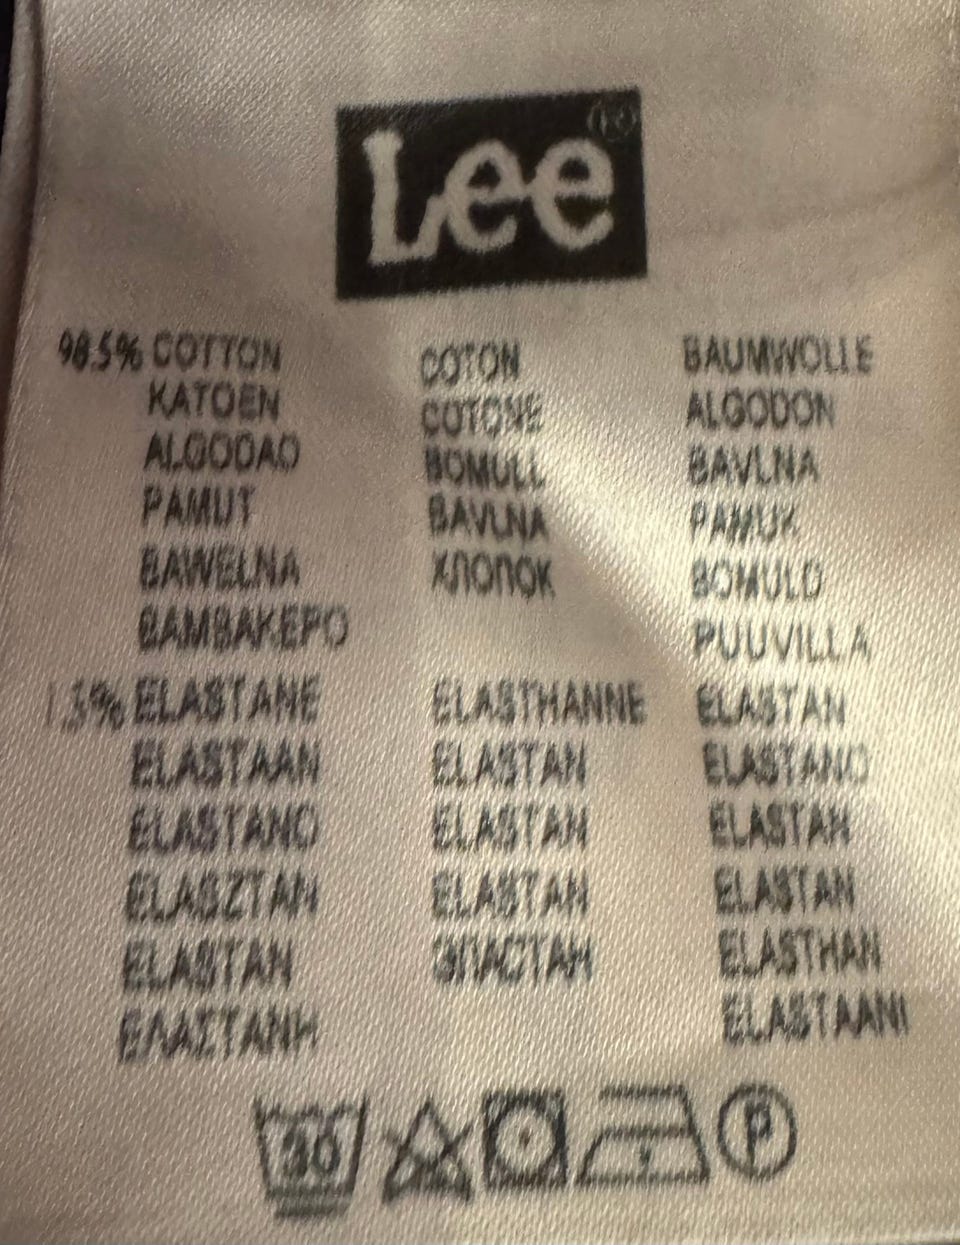 Lee®
98.5% COTTON COTON BAUMWOLLE
KATOEN COTONE ALGODON
ALGODAO BOMULL BAVLNA
PAMUT BAVLNA PAMUK
BAWELNA ХЛОПОК BOMULD
BAMBAKEPO PUUVILLA
1.5% ELASTANE ELASTHANNE ELASTAN
ELASTAAN ELASTAN ELASTANO
ELASTANO ELASTAN ELASTAN
ELASZTAN ELASTAN ELASTAN
ELASTAN ЭЛАСТАН ELASTHAN
ΕΛΑΣΤΑΝΗ ELASTAANI
30 P